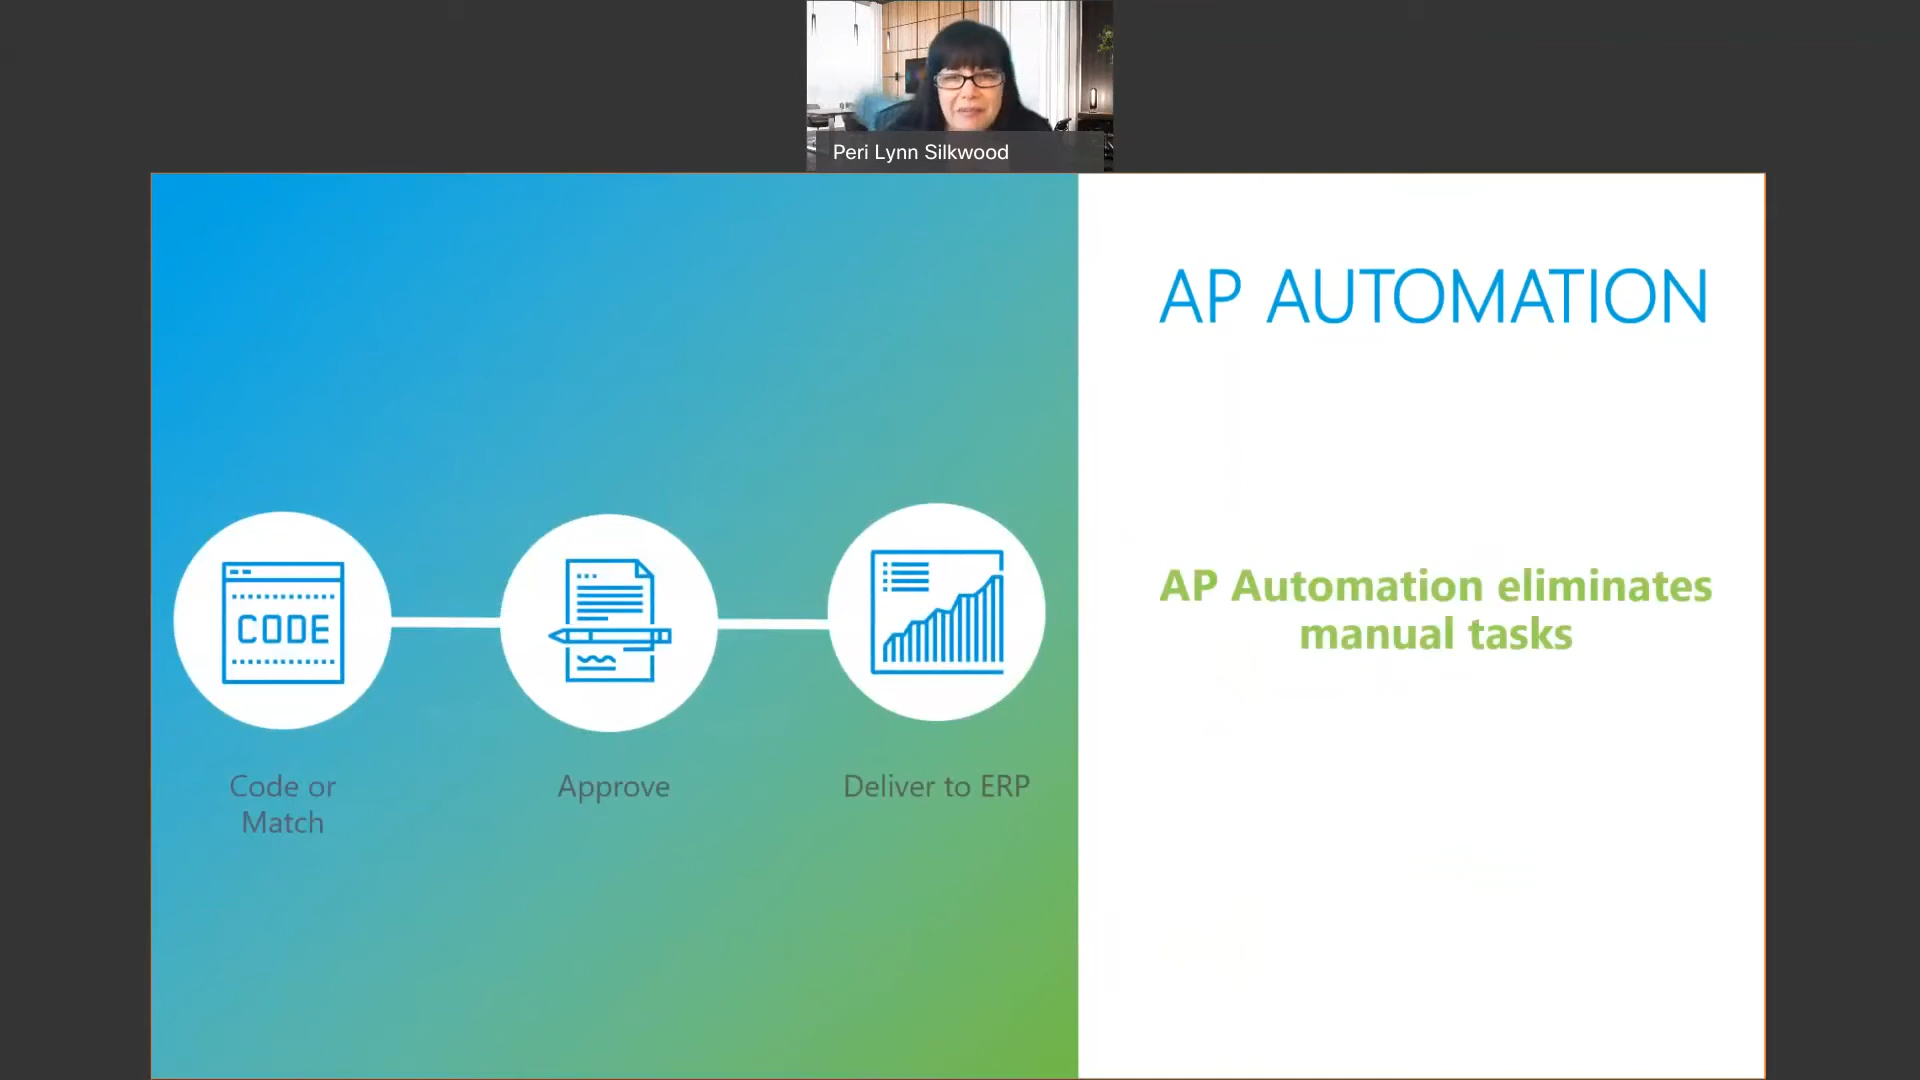 Peri Lynn Silkwood
AP AUTOMATION
CODE
AP Automation eliminates
manual tasks
Code or
Match
Approve
Deliver to ERP